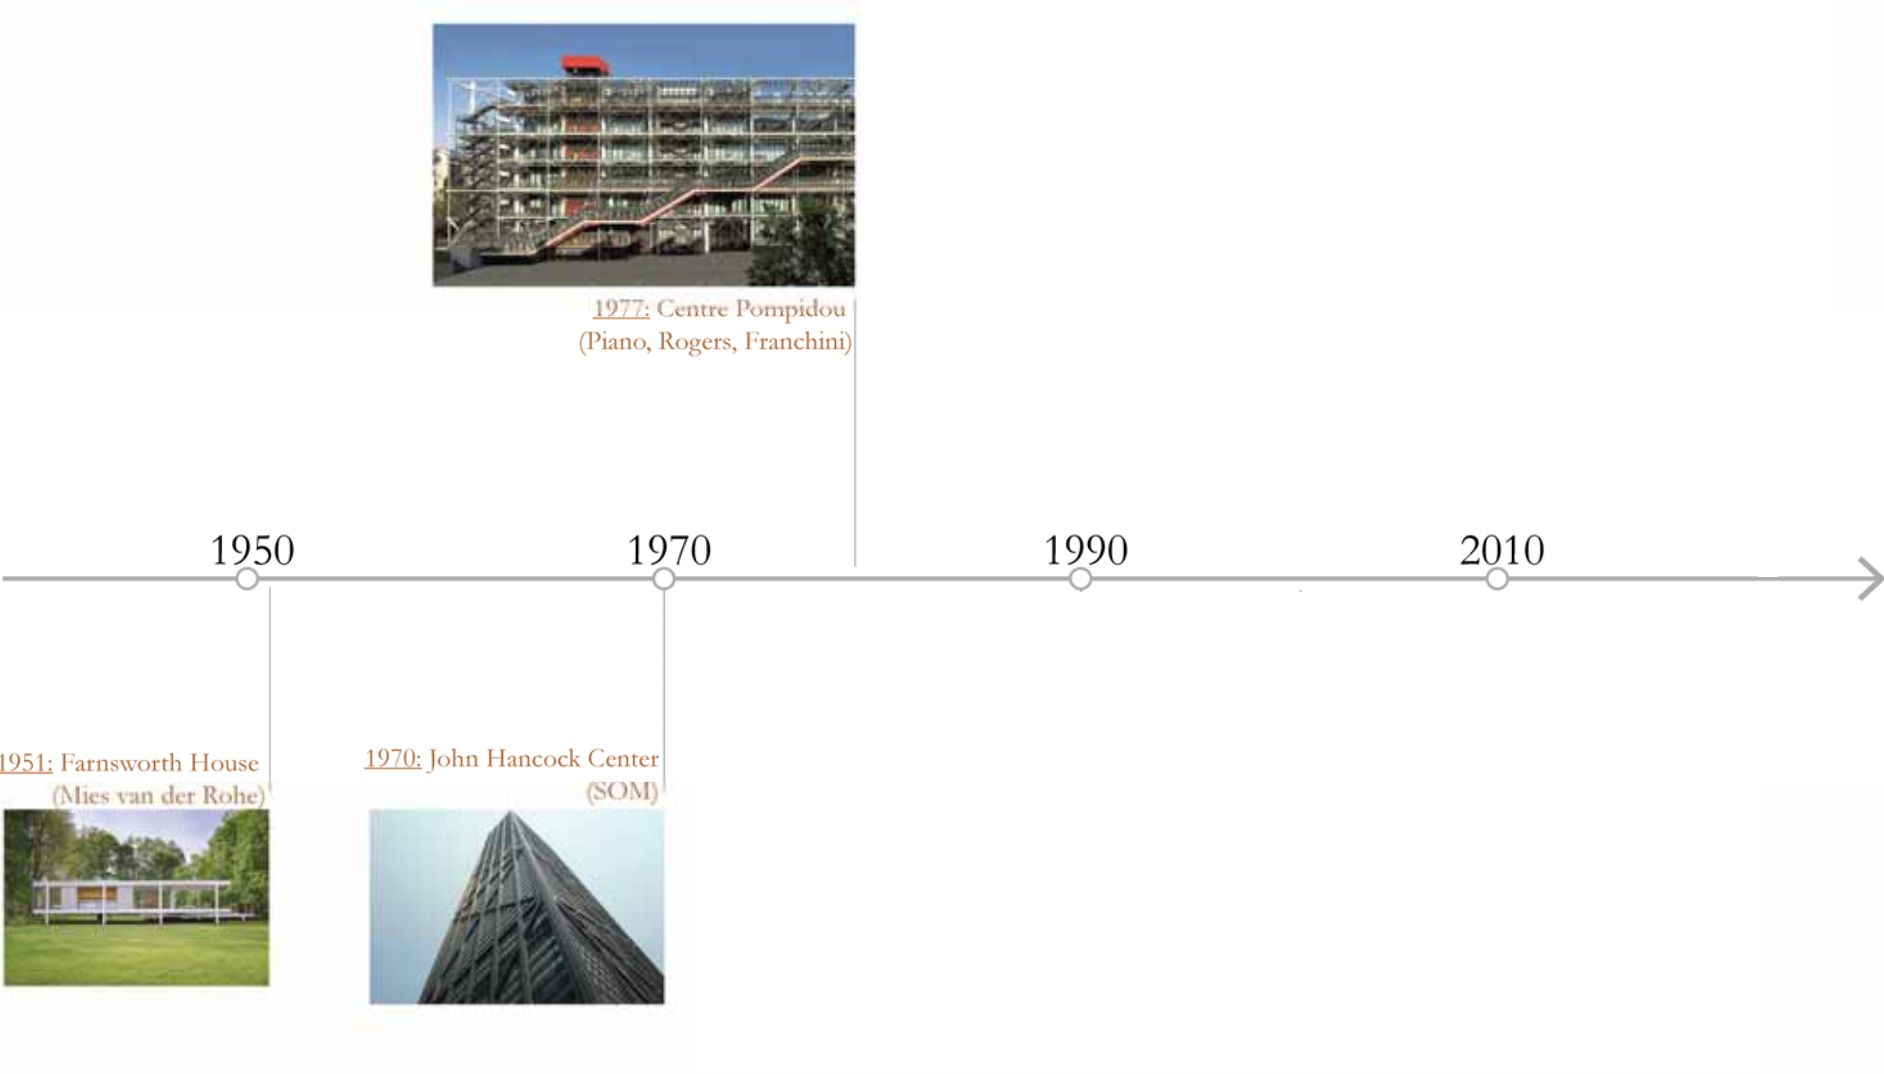 1977: Centre Pompidou
(Piano, Rogers, Franchini)
1950
1970
1990
2010
1951: Farnsworth House
(Mies van der Rohe)
1970: John Hancock Center
(SOM)